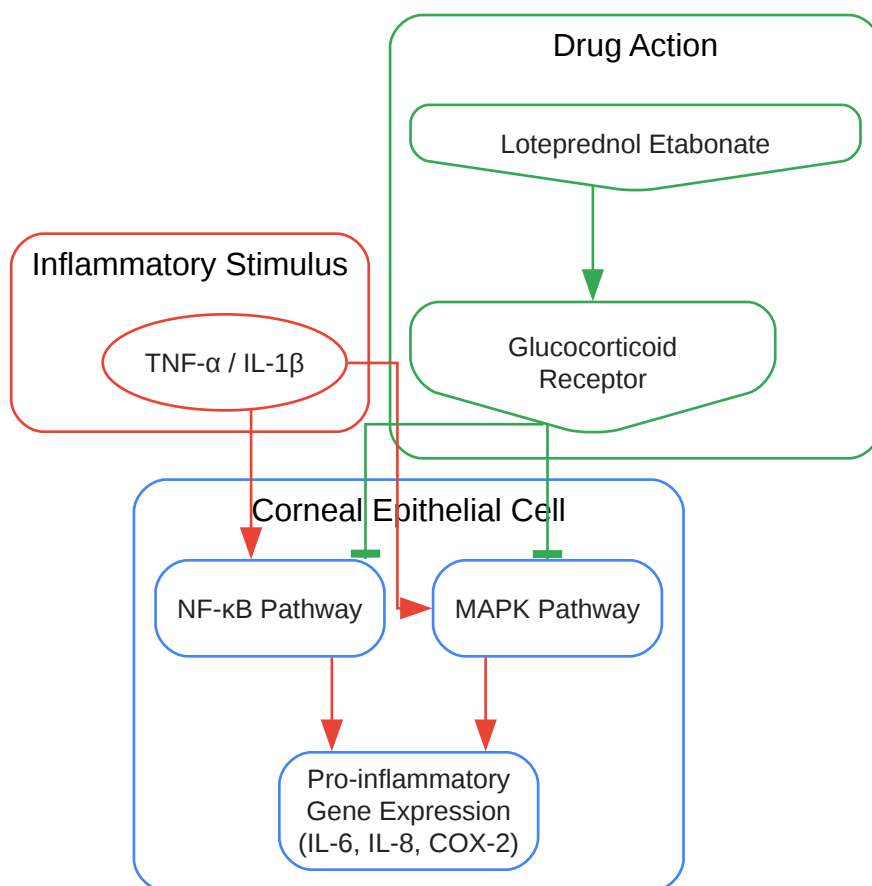 Drug Action
Loteprednol Etabonate
Inflammatory Stimulus
TNF-α / IL-1β
Glucocorticoid
Receptor
Corneal Epithelial Cell
NF-κB Pathway
MAPK Pathway
Pro-inflammatory
Gene Expression
(IL-6, IL-8, COX-2)